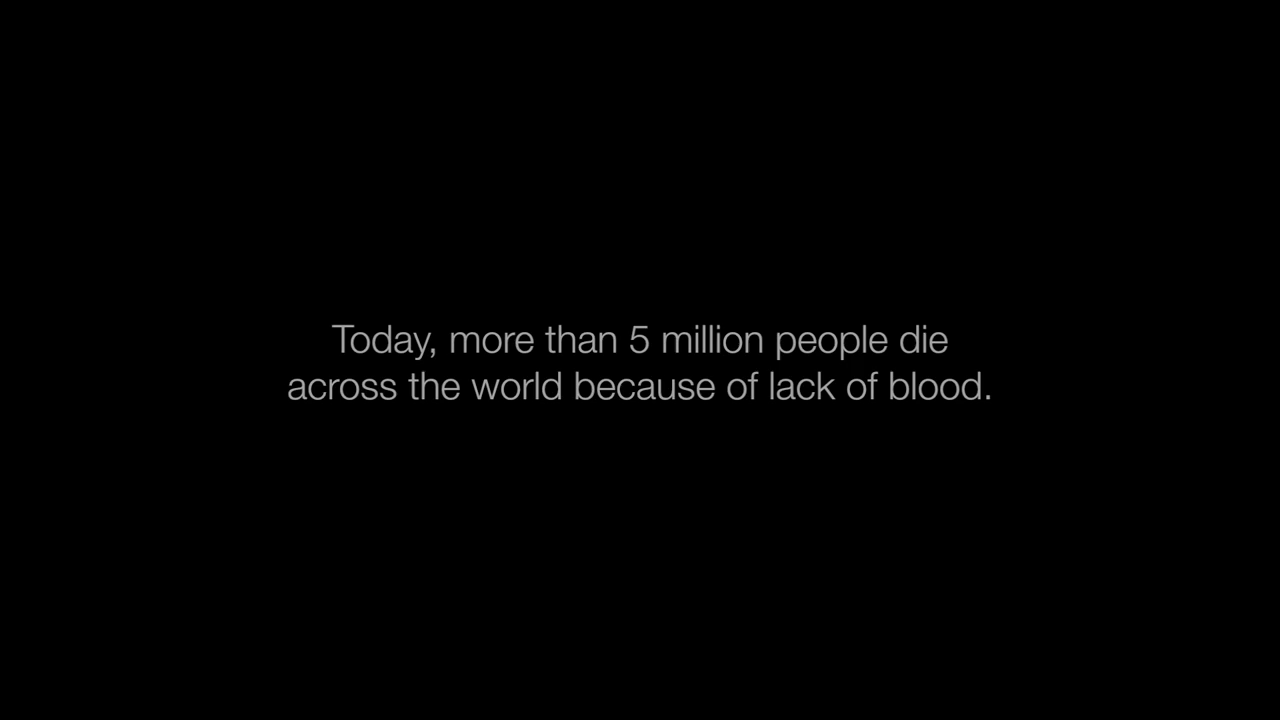 Today, more than 5 million people die
across the world because of lack of blood.